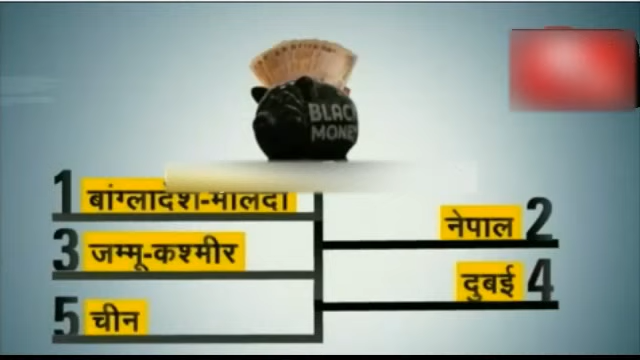 BLACK
MONEY
1 बांग्लादेश-मालदा
नेपाल 2
3 जम्मू-कश्मीर
दुबई 4
5 चीन